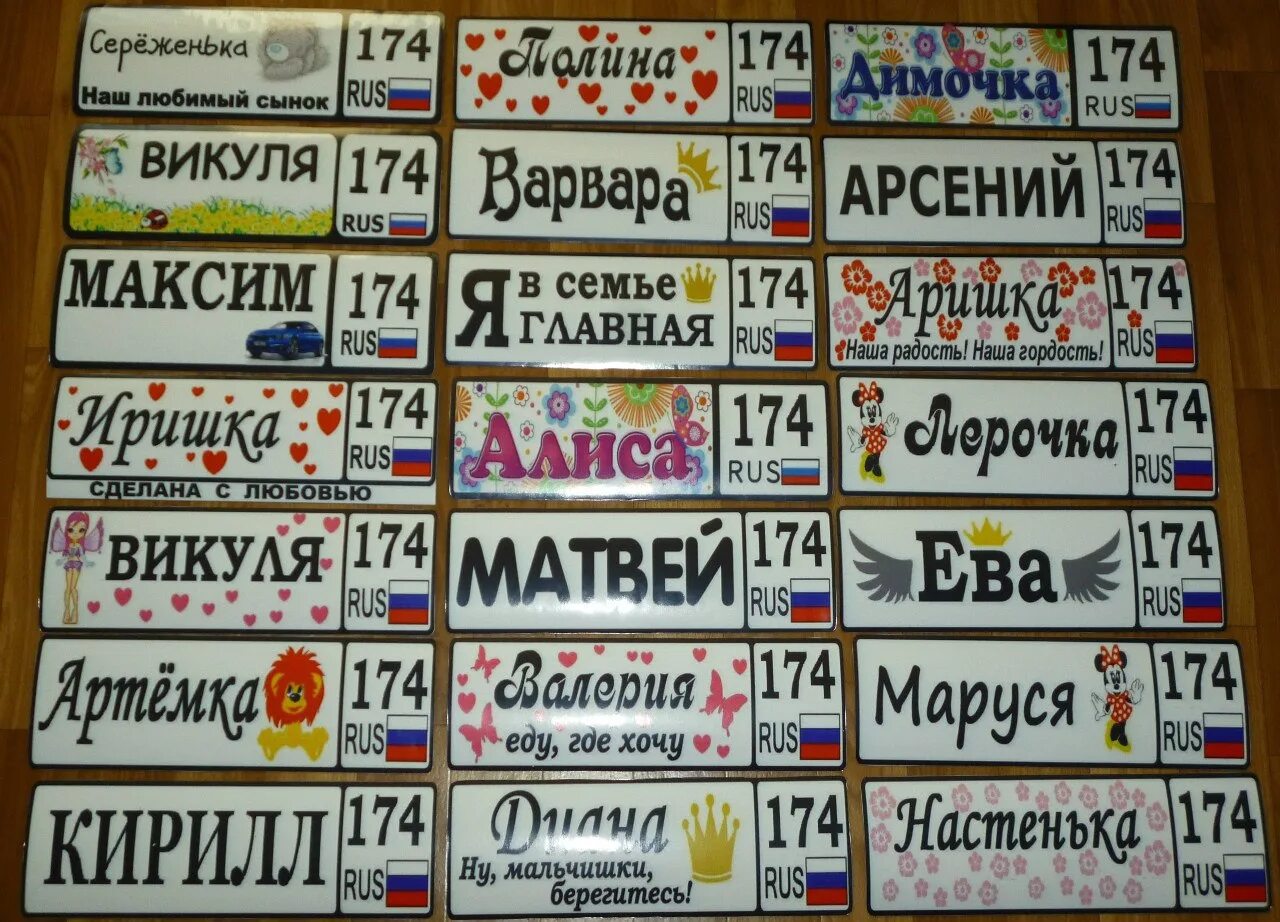 Серёженька
Наш любимый сынок
174
RUS
Полина
174
RUS
Димочка
174
RUS
ВИКУЛЯ
174
RUS
Варвара
174
RUS
АРСЕНИЙ
174
RUS
МАКСИМ
174
RUS
Я в семье
ГЛАВНАЯ
174
RUS
Аришка
Наша радость! Наша гордость!
174
RUS
Иришка
174
RUS
СДЕЛАНА С ЛЮБОВЬЮ
Алиса
174
RUS
Лерочка
174
RUS
ВИКУЛЯ
174
RUS
МАТВЕЙ
174
RUS
Ева
174
RUS
Артёмка
174
RUS
Валерия
еду, где хочу
174
RUS
Маруся
174
RUS
КИРИЛЛ
174
RUS
Диана
Ну, мальчишки,
берегитесь!
174
RUS
Настенька
174
RUS